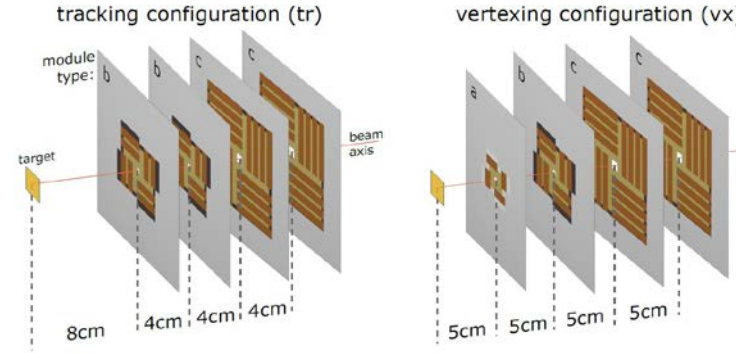 tracking configuration (tr)
module
type:
b
b
c
c
target
beam
axis
8cm
4cm
4cm
4cm
vertexing configuration (vx)
a
b
c
c
5cm
5cm
5cm
5cm